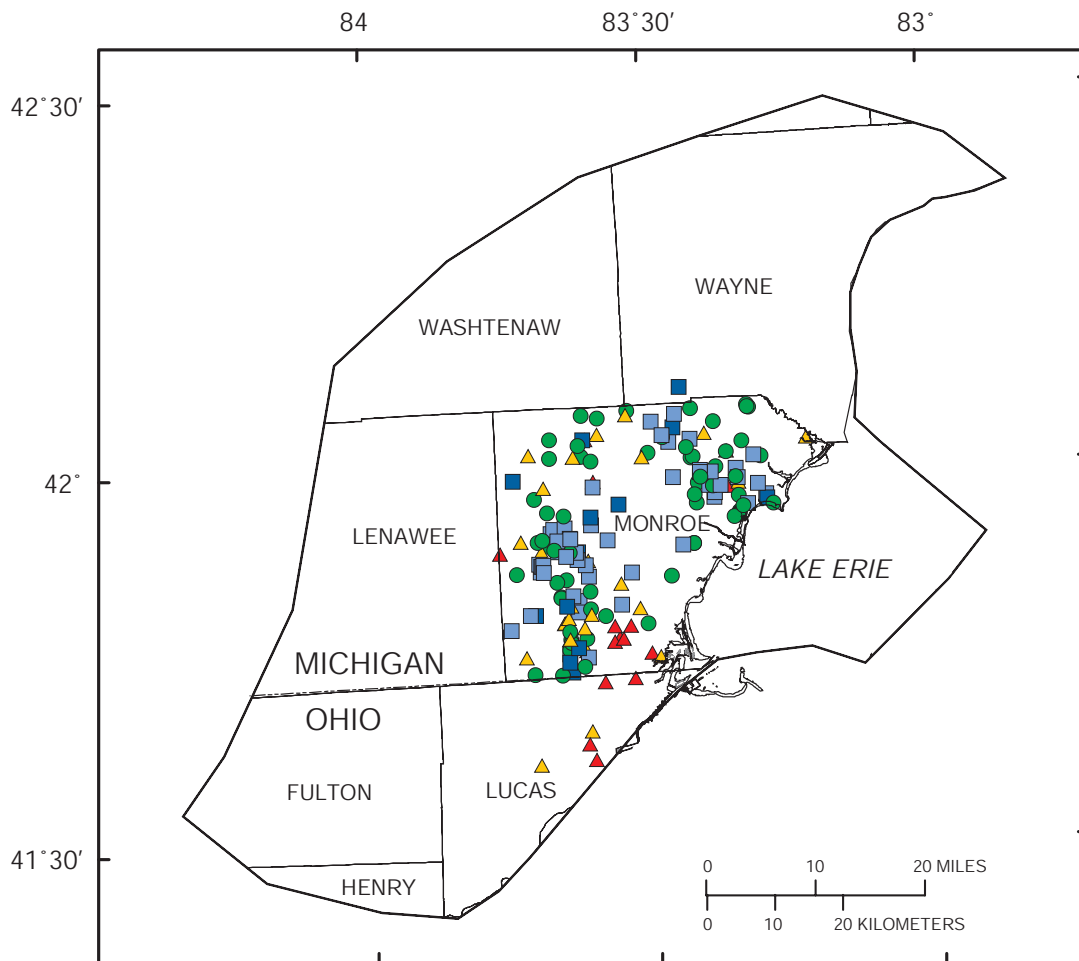 84 83˚30′ 83˚
42˚30′
WAYNE
WASHTENAW
42˚
MONROE
LENAWEE
LAKE ERIE
MICHIGAN
OHIO
FULTON
LUCAS
41˚30′
HENRY
0 10 20 MILES
0 10 20 KILOMETERS